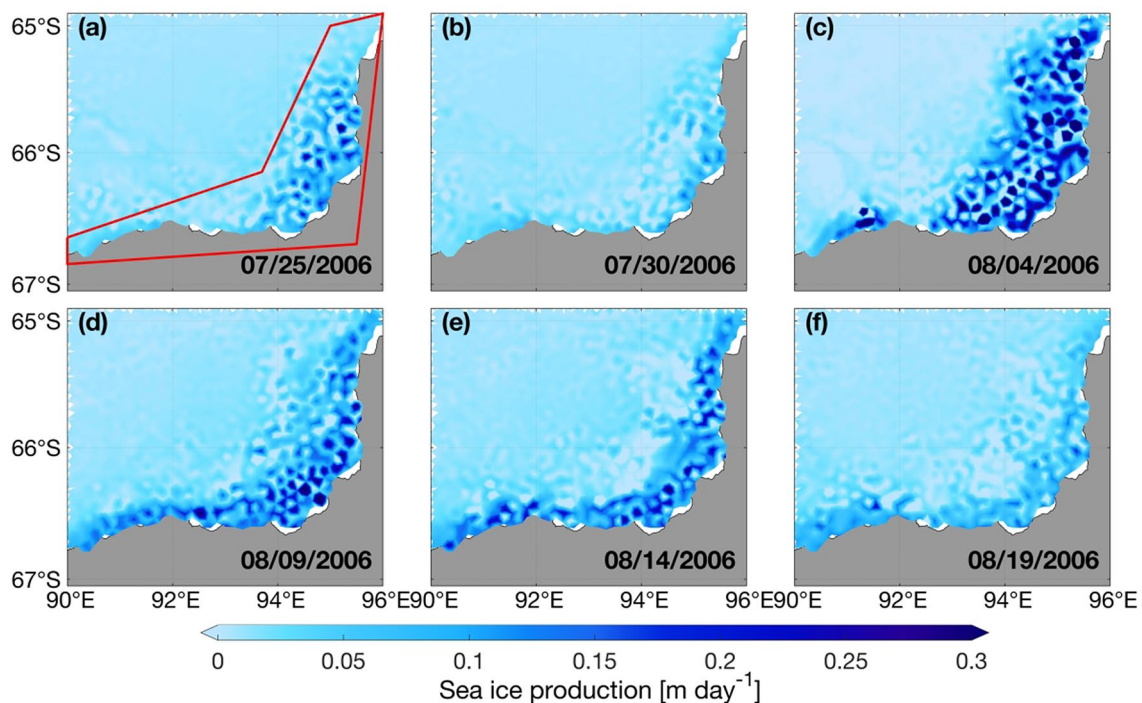 65°S (a) (b) (c)
66°S
07/25/2006 07/30/2006 08/04/2006
67°S
65°S (d) (e) (f)
66°S
08/09/2006 08/14/2006 08/19/2006
67°S
90°E 92°E 94°E 96°E 90°E 92°E 94°E 96°E 90°E 92°E 94°E 96°E
0 0.05 0.1 0.15 0.2 0.25 0.3
Sea ice production [m day⁻¹]